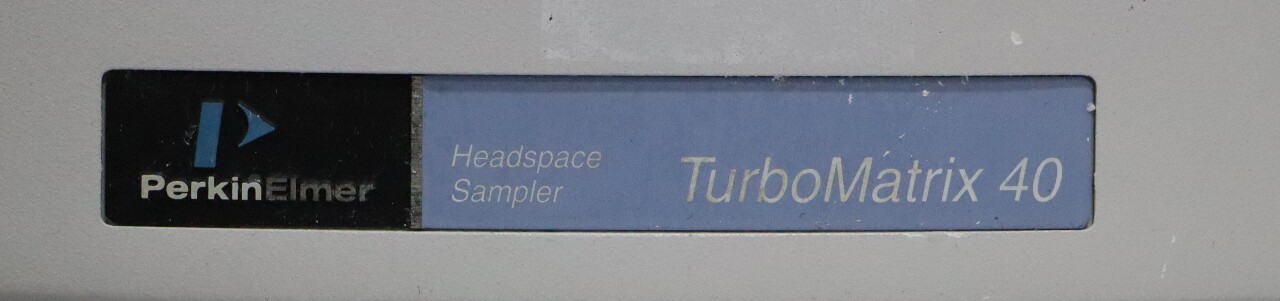 PerkinElmer
Headspace
Sampler
TurboMatrix 40